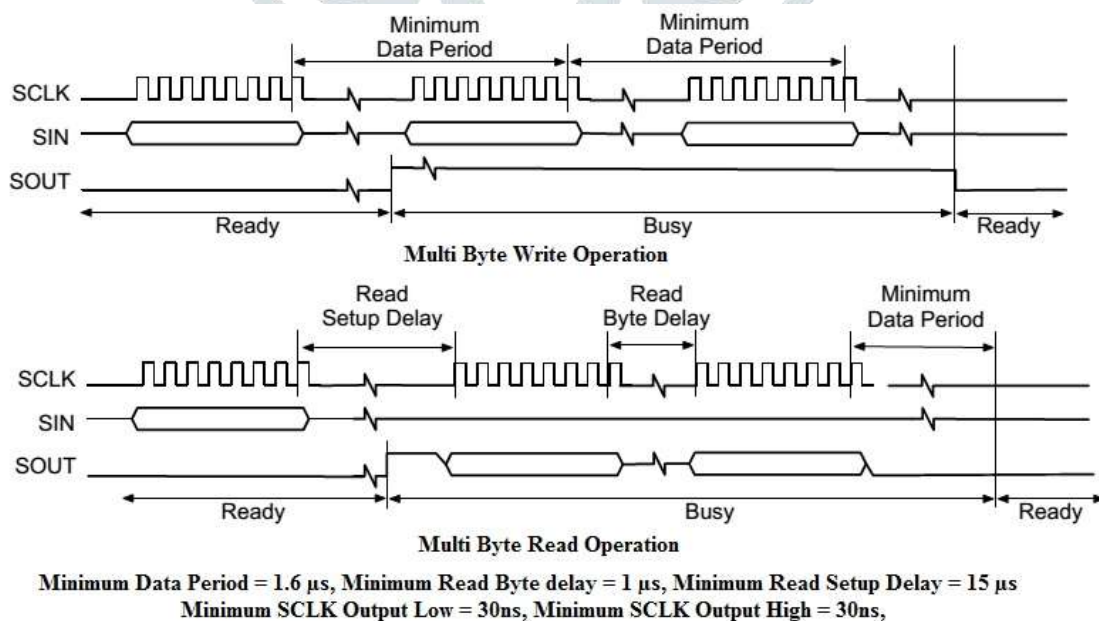 Minimum
Data Period
Minimum
Data Period
SCLK
SIN
SOUT
Ready
Busy
Ready
Multi Byte Write Operation
Read
Setup Delay
Read
Byte Delay
Minimum
Data Period
SCLK
SIN
SOUT
Ready
Busy
Ready
Multi Byte Read Operation
Minimum Data Period = 1.6 µs, Minimum Read Byte delay = 1 µs, Minimum Read Setup Delay = 15 µs
Minimum SCLK Output Low = 30ns, Minimum SCLK Output High = 30ns,